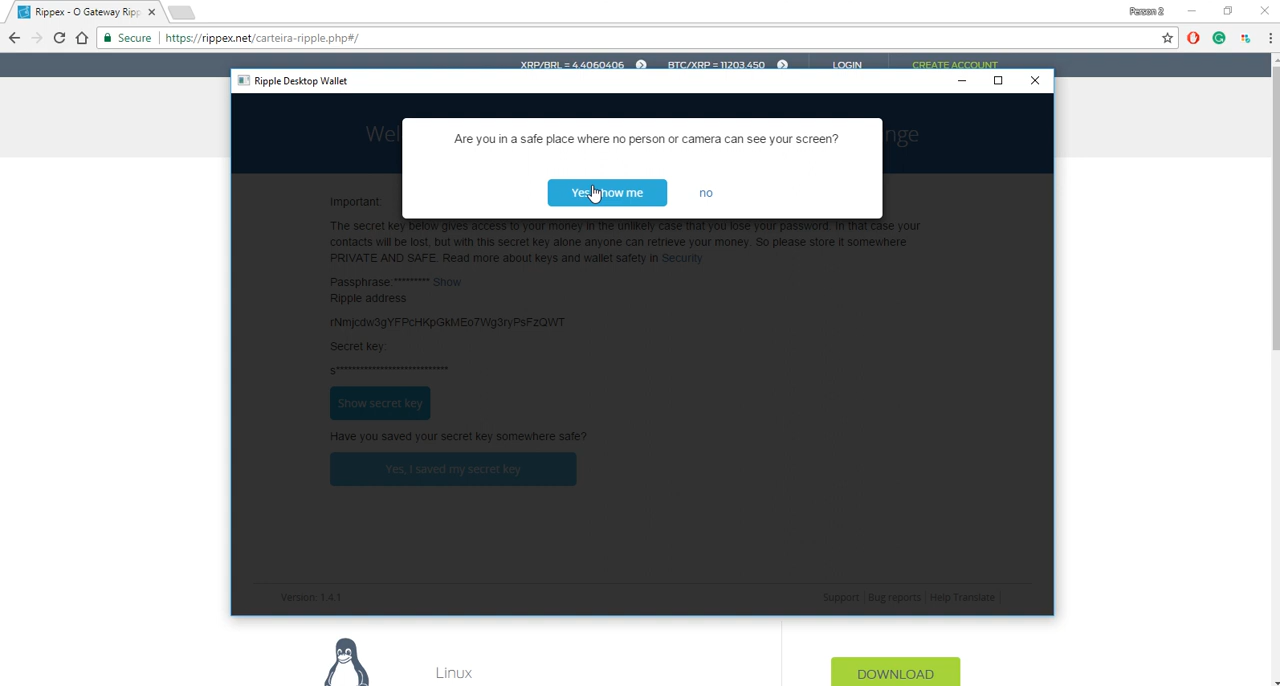 Rippex - O Gateway Ripp
Person 2
Secure
https://rippex.net/carteira-ripple.php#/
XRP/BRL = 4.4060406
BTC/XRP = 11203.450
LOGIN
CREATE ACCOUNT
Ripple Desktop Wallet
Wel
nge
Are you in a safe place where no person or camera can see your screen?
Yes, show me
no
Important:
The secret key below gives access to your money in the unlikely case that you lose your password. In that case your
contacts will be lost, but with this secret key alone anyone can retrieve your money. So please store it somewhere
PRIVATE AND SAFE. Read more about keys and wallet safety in Security
Passphrase:********* Show
Ripple address
rNmjcdw3gYFPcHKpGkMEo7Wg3ryPsFzQWT
Secret key:
s****************************
Show secret key
Have you saved your secret key somewhere safe?
Yes, I saved my secret key
Version: 1.4.1
Support | Bug reports | Help Translate |
Linux
DOWNLOAD